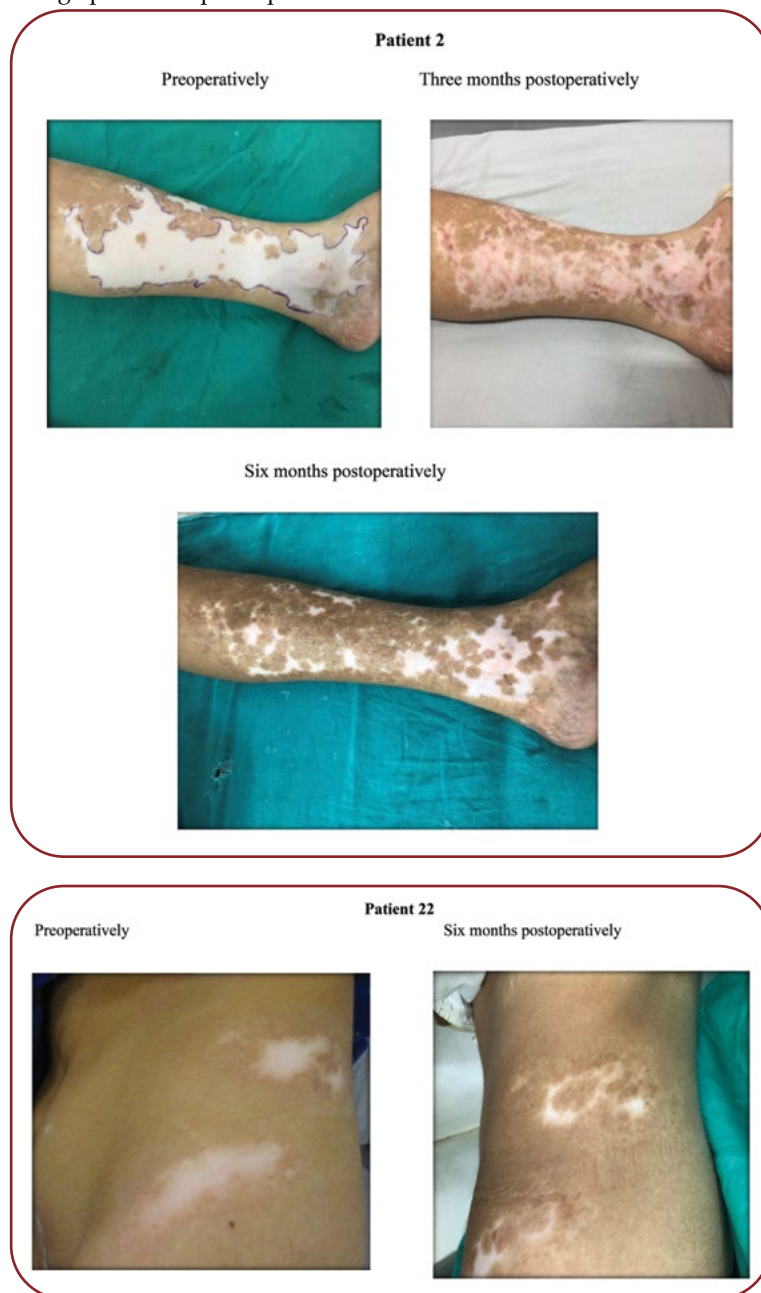 Patient 2
Preoperatively Three months postoperatively
Six months postoperatively
Patient 22
Preoperatively Six months postoperatively